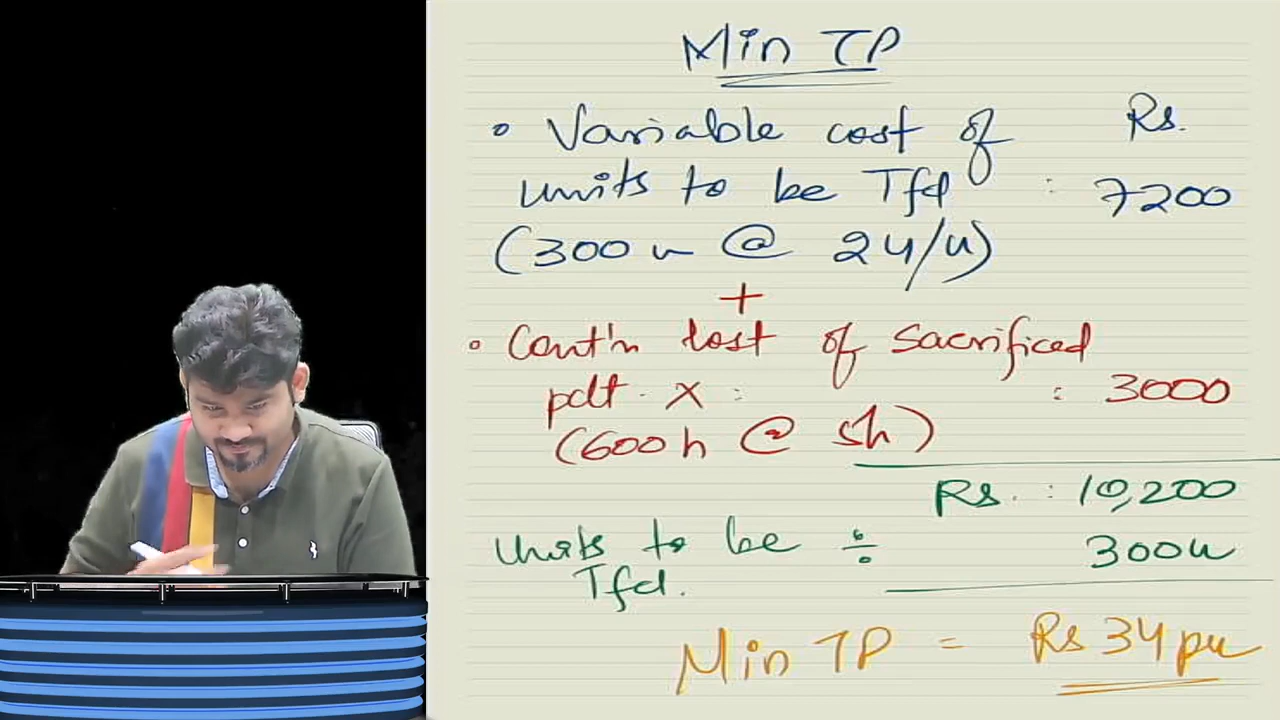 Min TP
• Variable cost of Rs.
units to be Tfd : 7200
(300 u @ 24/u)
+
• Cont'n lost of sacrificed
pdt. X : : 3000
(600 h @ 5/h)
Rs. : 10,200
Units to be ÷ 300u
Tfd.
Min TP = Rs 34 pu